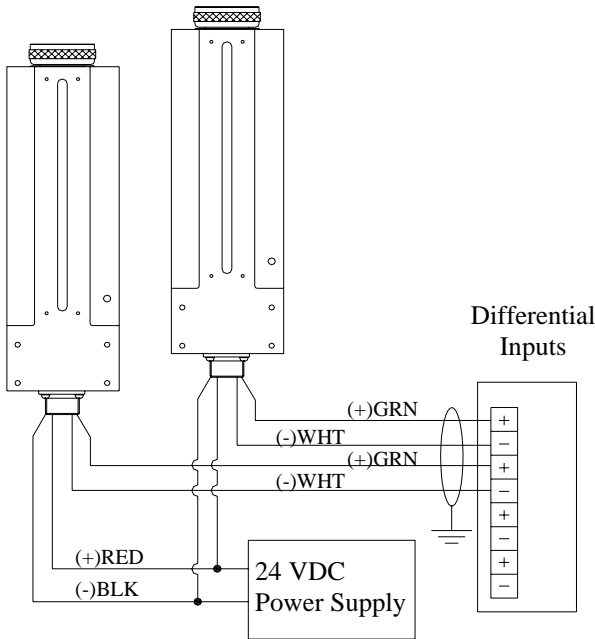 Differential
Inputs
(+)GRN
(-)WHT
(+)GRN
(-)WHT
+
−
+
−
+
−
+
−
(+)RED
(-)BLK
24 VDC
Power Supply